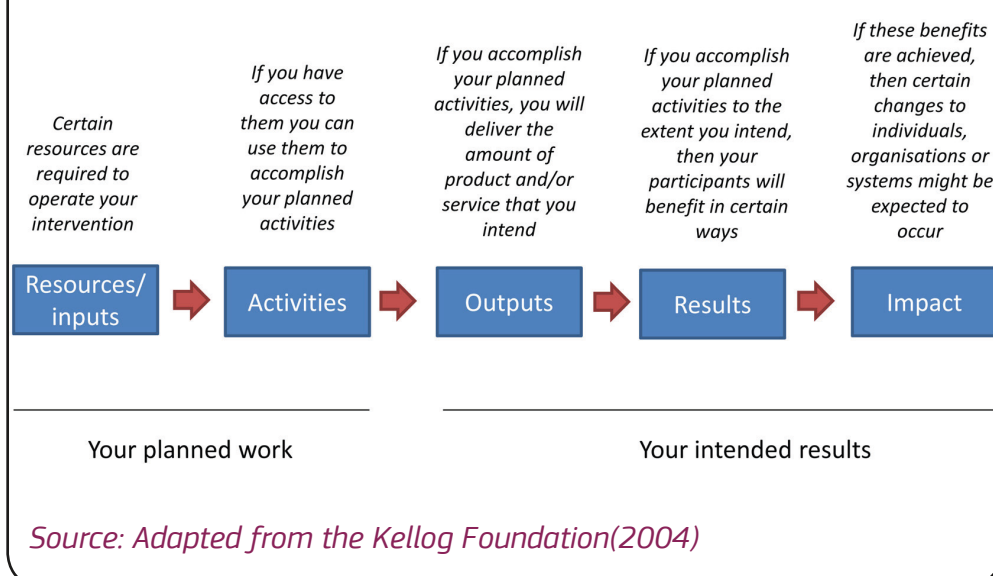 Certain
resources are
required to
operate your
intervention
If you have
access to
them you can
use them to
accomplish
your planned
activities
If you accomplish
your planned
activities, you will
deliver the
amount of
product and/or
service that you
intend
If you accomplish
your planned
activities to the
extent you intend,
then your
participants will
benefit in certain
ways
If these benefits
are achieved,
then certain
changes to
individuals,
organisations or
systems might be
expected to
occur
Resources/
inputs
Activities
Outputs
Results
Impact
Your planned work
Your intended results
Source: Adapted from the Kellog Foundation(2004)